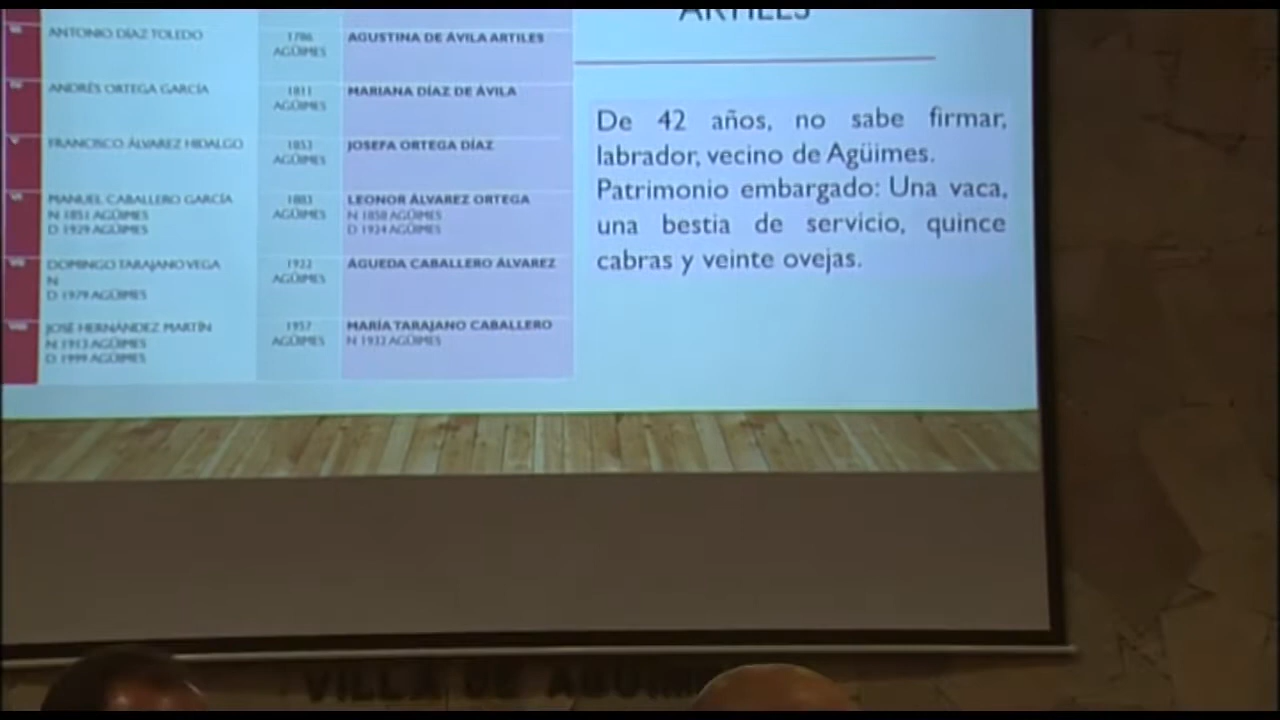 ARTILES
ANTONIO DÍAZ TOLEDO 1786 AGUSTINA DE ÁVILA ARTILES
AGÜIMES
ANDRÉS ORTEGA GARCÍA 1811 MARIANA DÍAZ DE ÁVILA
AGÜIMES
FRANCISCO ÁLVAREZ HIDALGO 1853 JOSEFA ORTEGA DÍAZ
AGÜIMES
MANUEL CABALLERO GARCÍA 1883 LEONOR ÁLVAREZ ORTEGA
N 1851 AGÜIMES AGÜIMES N 1858 AGÜIMES
D 1929 AGÜIMES D 1934 AGÜIMES
DOMINGO TARAJANO VEGA 1922 ÁGUEDA CABALLERO ÁLVAREZ
N AGÜIMES
D 1979 AGÜIMES
JOSÉ HERNÁNDEZ MARTÍN 1957 MARÍA TARAJANO CABALLERO
N 1913 AGÜIMES AGÜIMES N 1932 AGÜIMES
D 1999 AGÜIMES
De 42 años, no sabe firmar,
labrador, vecino de Agüimes.
Patrimonio embargado: Una vaca,
una bestia de servicio, quince
cabras y veinte ovejas.
VILLA DE AGÜIM